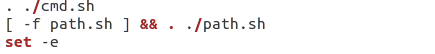 . ./cmd.sh
[ -f path.sh ] && . ./path.sh
set -e